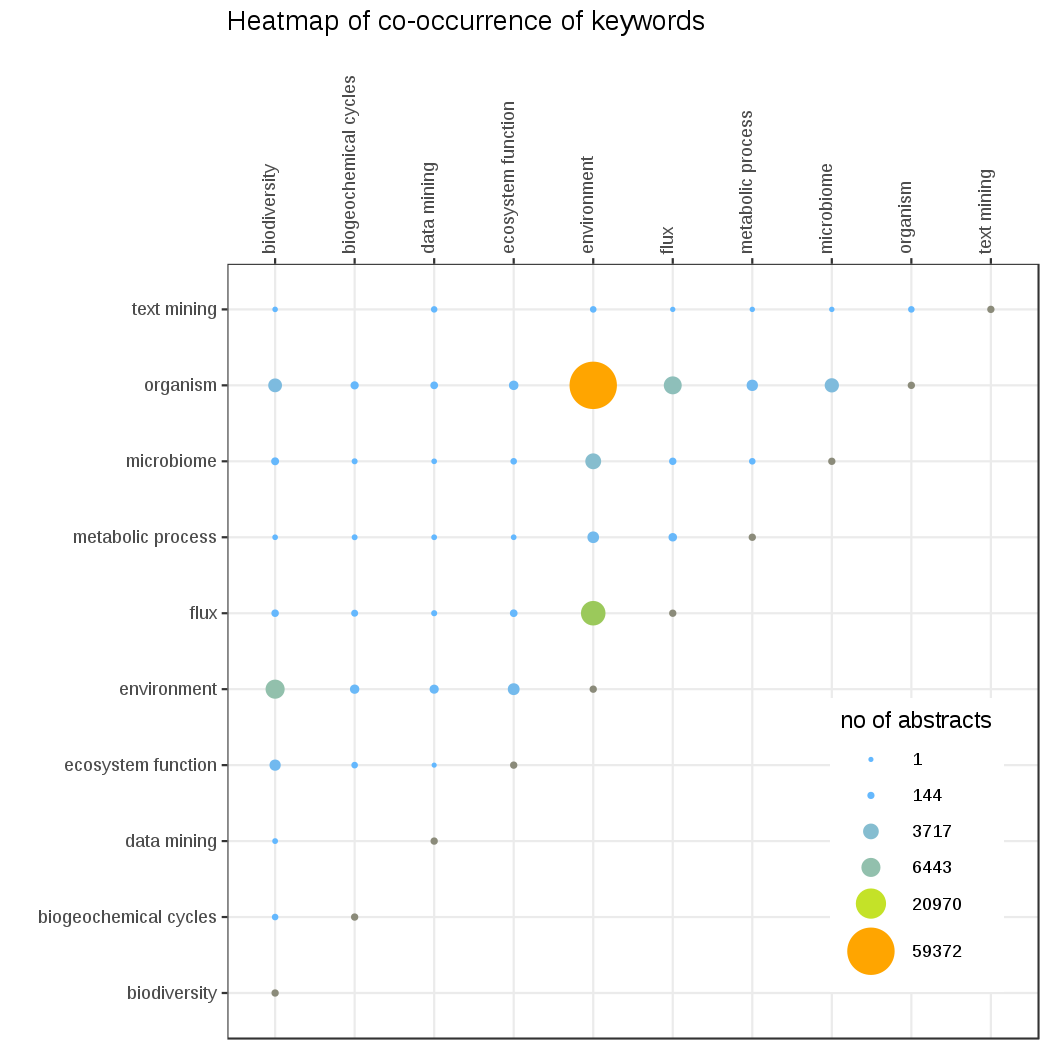 Heatmap of co-occurrence of keywords
biodiversity
biogeochemical cycles
data mining
ecosystem function
environment
flux
metabolic process
microbiome
organism
text mining
text mining
organism
microbiome
metabolic process
flux
environment
ecosystem function
data mining
biogeochemical cycles
biodiversity
no of abstracts
1
144
3717
6443
20970
59372